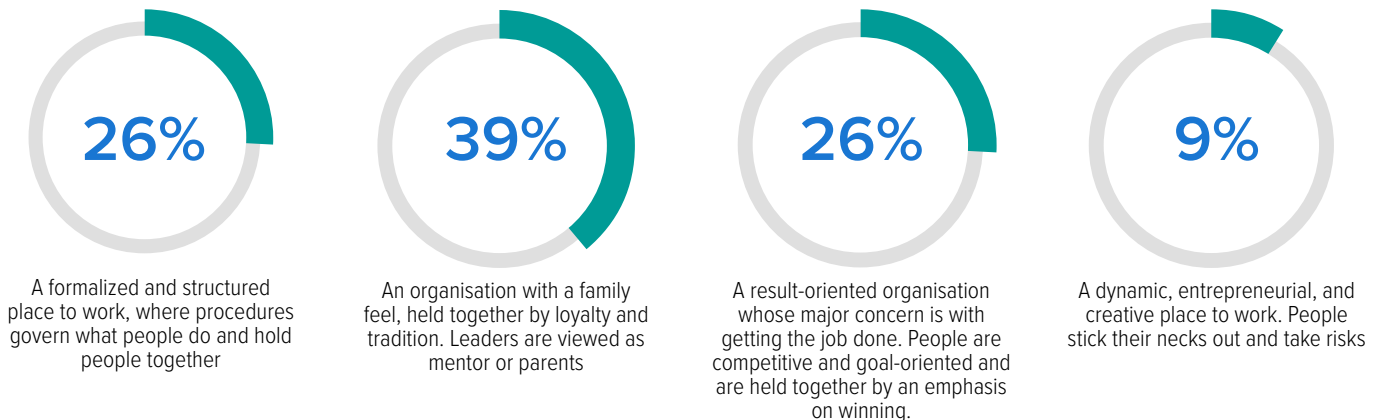 26%
A formalized and structured
place to work, where procedures
govern what people do and hold
people together
39%
An organisation with a family
feel, held together by loyalty and
tradition. Leaders are viewed as
mentor or parents
26%
A result-oriented organisation
whose major concern is with
getting the job done. People are
competitive and goal-oriented and
are held together by an emphasis
on winning.
9%
A dynamic, entrepreneurial, and
creative place to work. People
stick their necks out and take risks